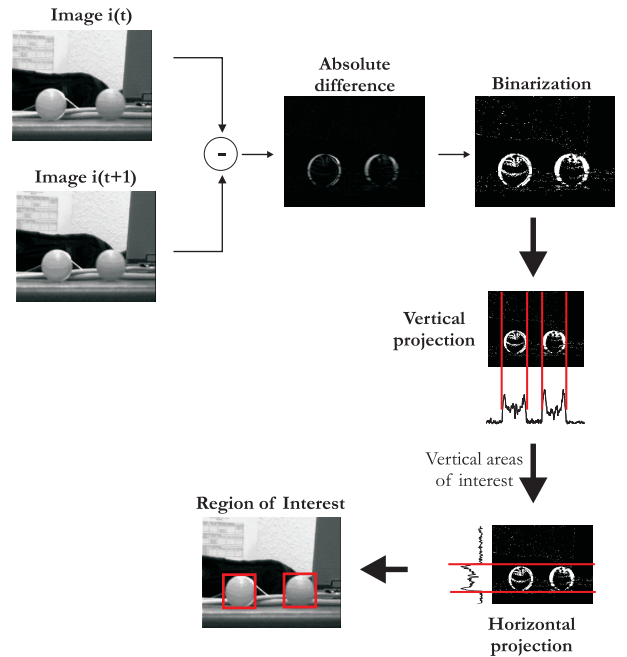 Image i(t)
Image i(t+1)
-
Absolute
difference
Binarization
Vertical
projection
Vertical areas
of interest
Horizontal
projection
Region of Interest